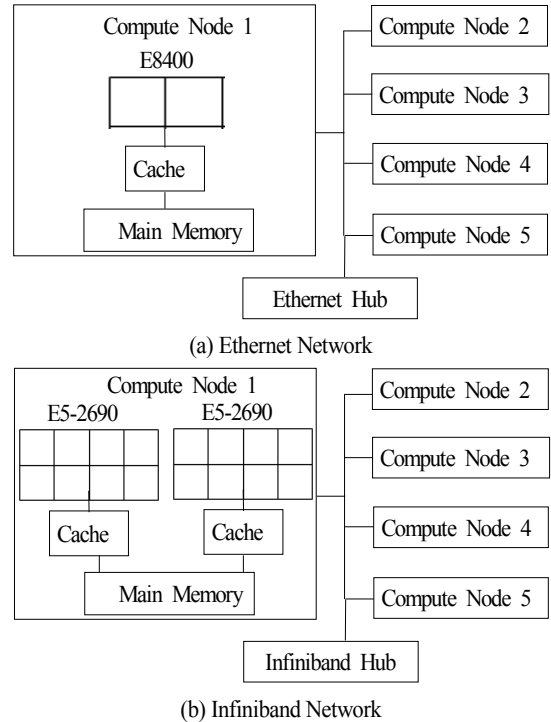 Compute Node 1
E8400
Cache
Main Memory
Compute Node 2
Compute Node 3
Compute Node 4
Compute Node 5
Ethernet Hub
(a) Ethernet Network
Compute Node 1
E5-2690 E5-2690
Cache Cache
Main Memory
Compute Node 2
Compute Node 3
Compute Node 4
Compute Node 5
Infiniband Hub
(b) Infiniband Network